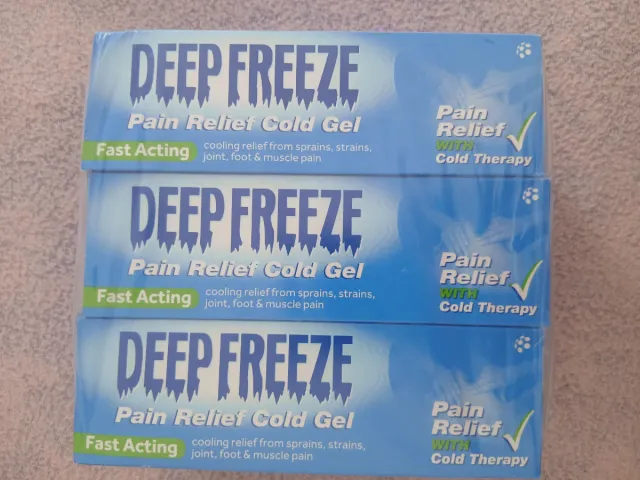 DEEP FREEZE
Pain Relief Cold Gel
Fast Acting
cooling relief from sprains, strains,
joint, foot & muscle pain
Pain
Relief
WITH
Cold Therapy
DEEP FREEZE
Pain Relief Cold Gel
Fast Acting
cooling relief from sprains, strains,
joint, foot & muscle pain
Pain
Relief
WITH
Cold Therapy
DEEP FREEZE
Pain Relief Cold Gel
Fast Acting
cooling relief from sprains, strains,
joint, foot & muscle pain
Pain
Relief
WITH
Cold Therapy